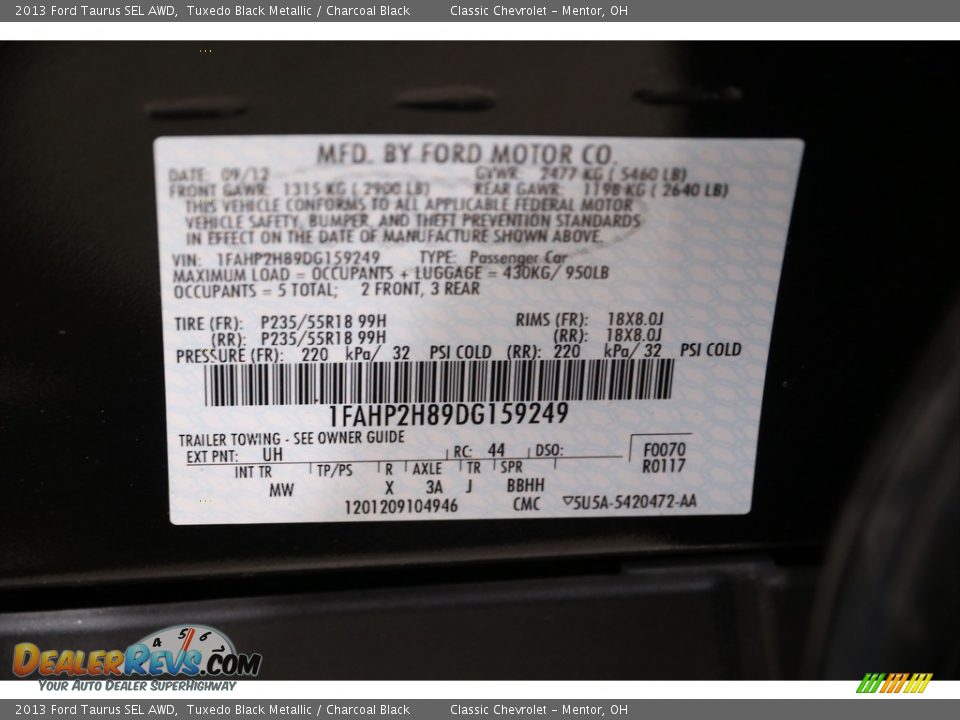 2013 Ford Taurus SEL AWD, Tuxedo Black Metallic / Charcoal Black Classic Chevrolet - Mentor, OH
MFD. BY FORD MOTOR CO.
DATE: 09/12 GVWR: 2477 KG ( 5460 LB)
FRONT GAWR: 1315 KG ( 2900 LB) REAR GAWR: 1198 KG ( 2640 LB)
THIS VEHICLE CONFORMS TO ALL APPLICABLE FEDERAL MOTOR
VEHICLE SAFETY, BUMPER, AND THEFT PREVENTION STANDARDS
IN EFFECT ON THE DATE OF MANUFACTURE SHOWN ABOVE.
VIN: 1FAHP2H89DG159249 TYPE: Passenger Car
MAXIMUM LOAD = OCCUPANTS + LUGGAGE = 430KG/ 950LB
OCCUPANTS = 5 TOTAL; 2 FRONT, 3 REAR
TIRE (FR): P235/55R18 99H RIMS (FR): 18X8.0J
(RR): P235/55R18 99H (RR): 18X8.0J
PRESSURE (FR): 220 kPa/ 32 PSI COLD (RR): 220 kPa/ 32 PSI COLD
1FAHP2H89DG159249
TRAILER TOWING - SEE OWNER GUIDE
EXT PNT: UH RC: 44 DSO: F0070
R0117
INT TR TP/PS R AXLE TR SPR
MW X 3A J BBHH
1201209104946 CMC ▽5U5A-5420472-AA
4 5 6
DEALERREVS.COM
YOUR AUTO DEALER SUPERHIGHWAY
2013 Ford Taurus SEL AWD, Tuxedo Black Metallic / Charcoal Black Classic Chevrolet - Mentor, OH